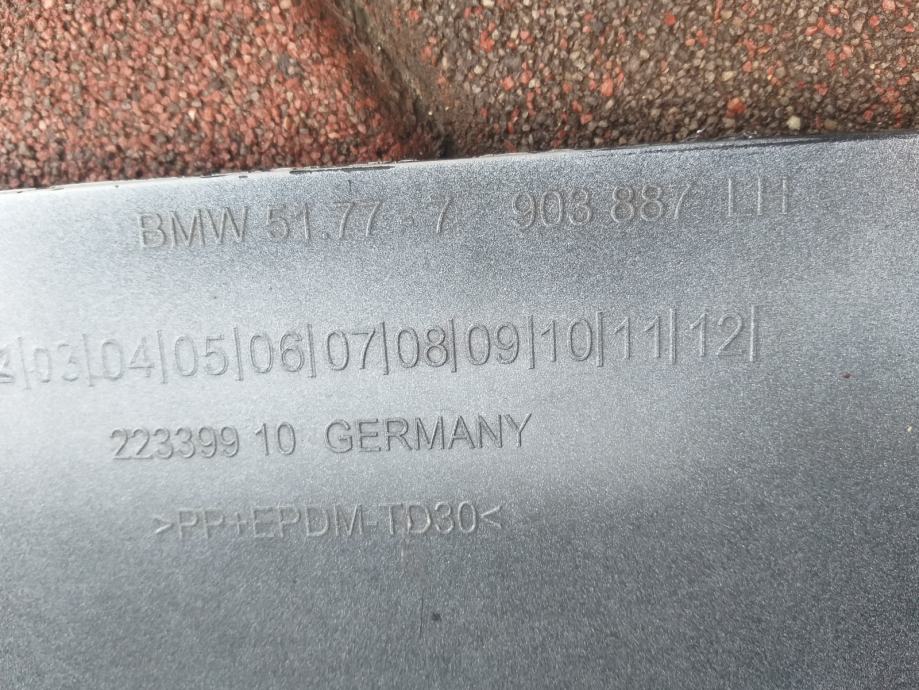 BMW 51.77 7 903 887 LH
|03|04|05|06|07|08|09|10|11|12|
223399 10 GERMANY
>PP+EPDM-TD30<